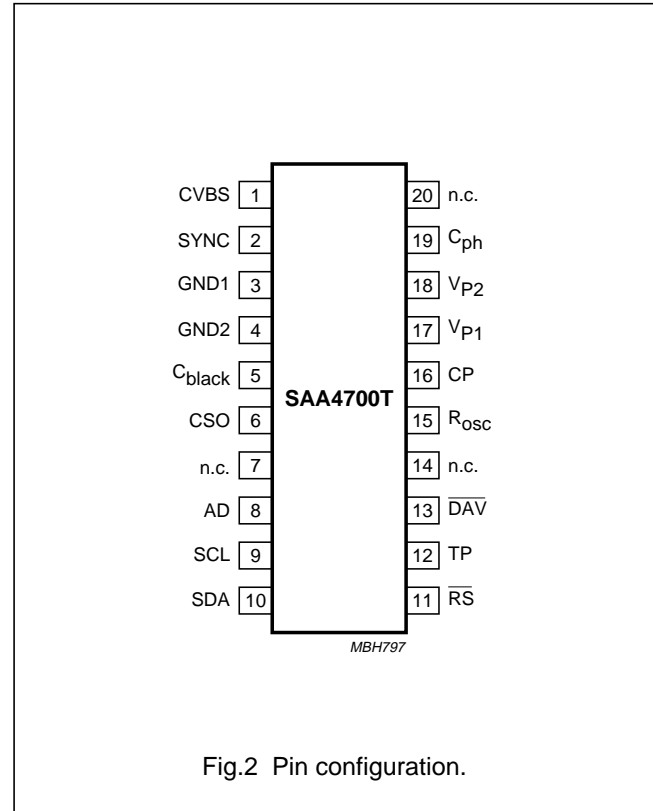 CVBS 1 20 n.c.
SYNC 2 19 Cph
GND1 3 18 VP2
GND2 4 17 VP1
Cblack 5 16 CP
SAA4700T
CSO 6 15 Rosc
n.c. 7 14 n.c.
AD 8 13 D̅A̅V̅
SCL 9 12 TP
SDA 10 11 R̅S̅
MBH797
Fig.2 Pin configuration.